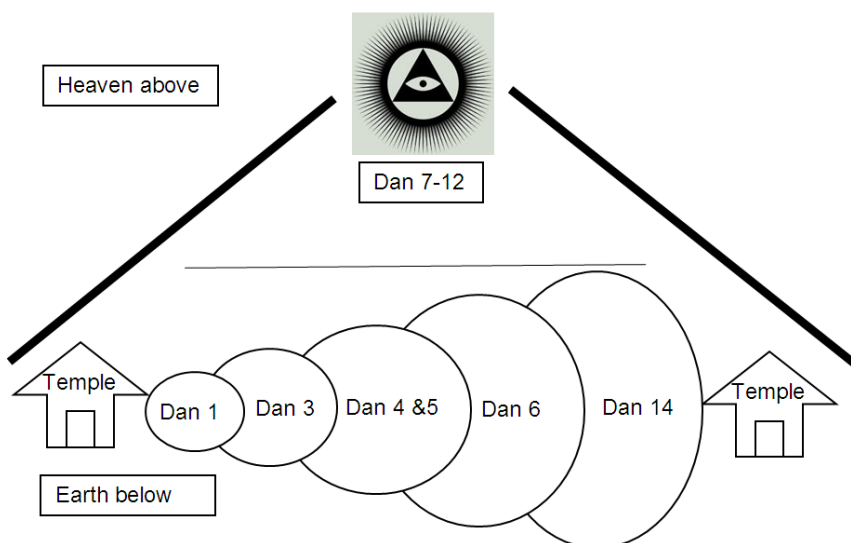 Heaven above
Dan 7-12
Temple
Dan 1
Dan 3
Dan 4 &5
Dan 6
Dan 14
Temple
Earth below